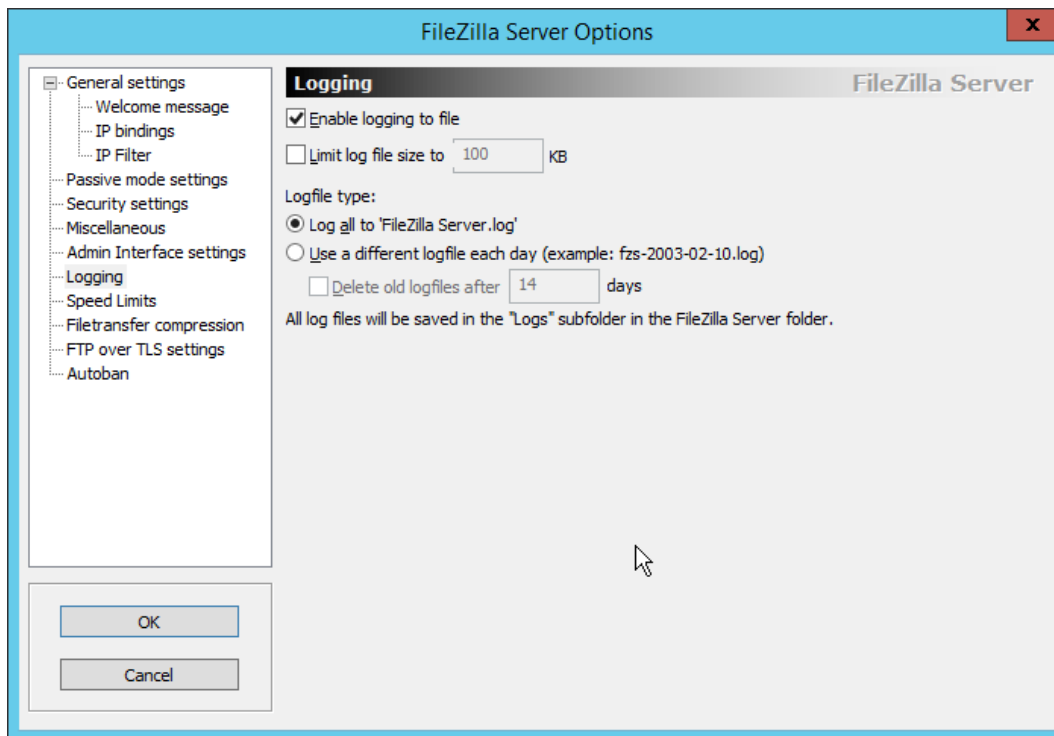 FileZilla Server Options
x
General settings
Welcome message
IP bindings
IP Filter
Passive mode settings
Security settings
Miscellaneous
Admin Interface settings
Logging
Speed Limits
Filetransfer compression
FTP over TLS settings
Autoban
OK
Cancel
Logging FileZilla Server
Enable logging to file
Limit log file size to 100 KB
Logfile type:
Log all to 'FileZilla Server.log'
Use a different logfile each day (example: fzs-2003-02-10.log)
Delete old logfiles after 14 days
All log files will be saved in the "Logs" subfolder in the FileZilla Server folder.